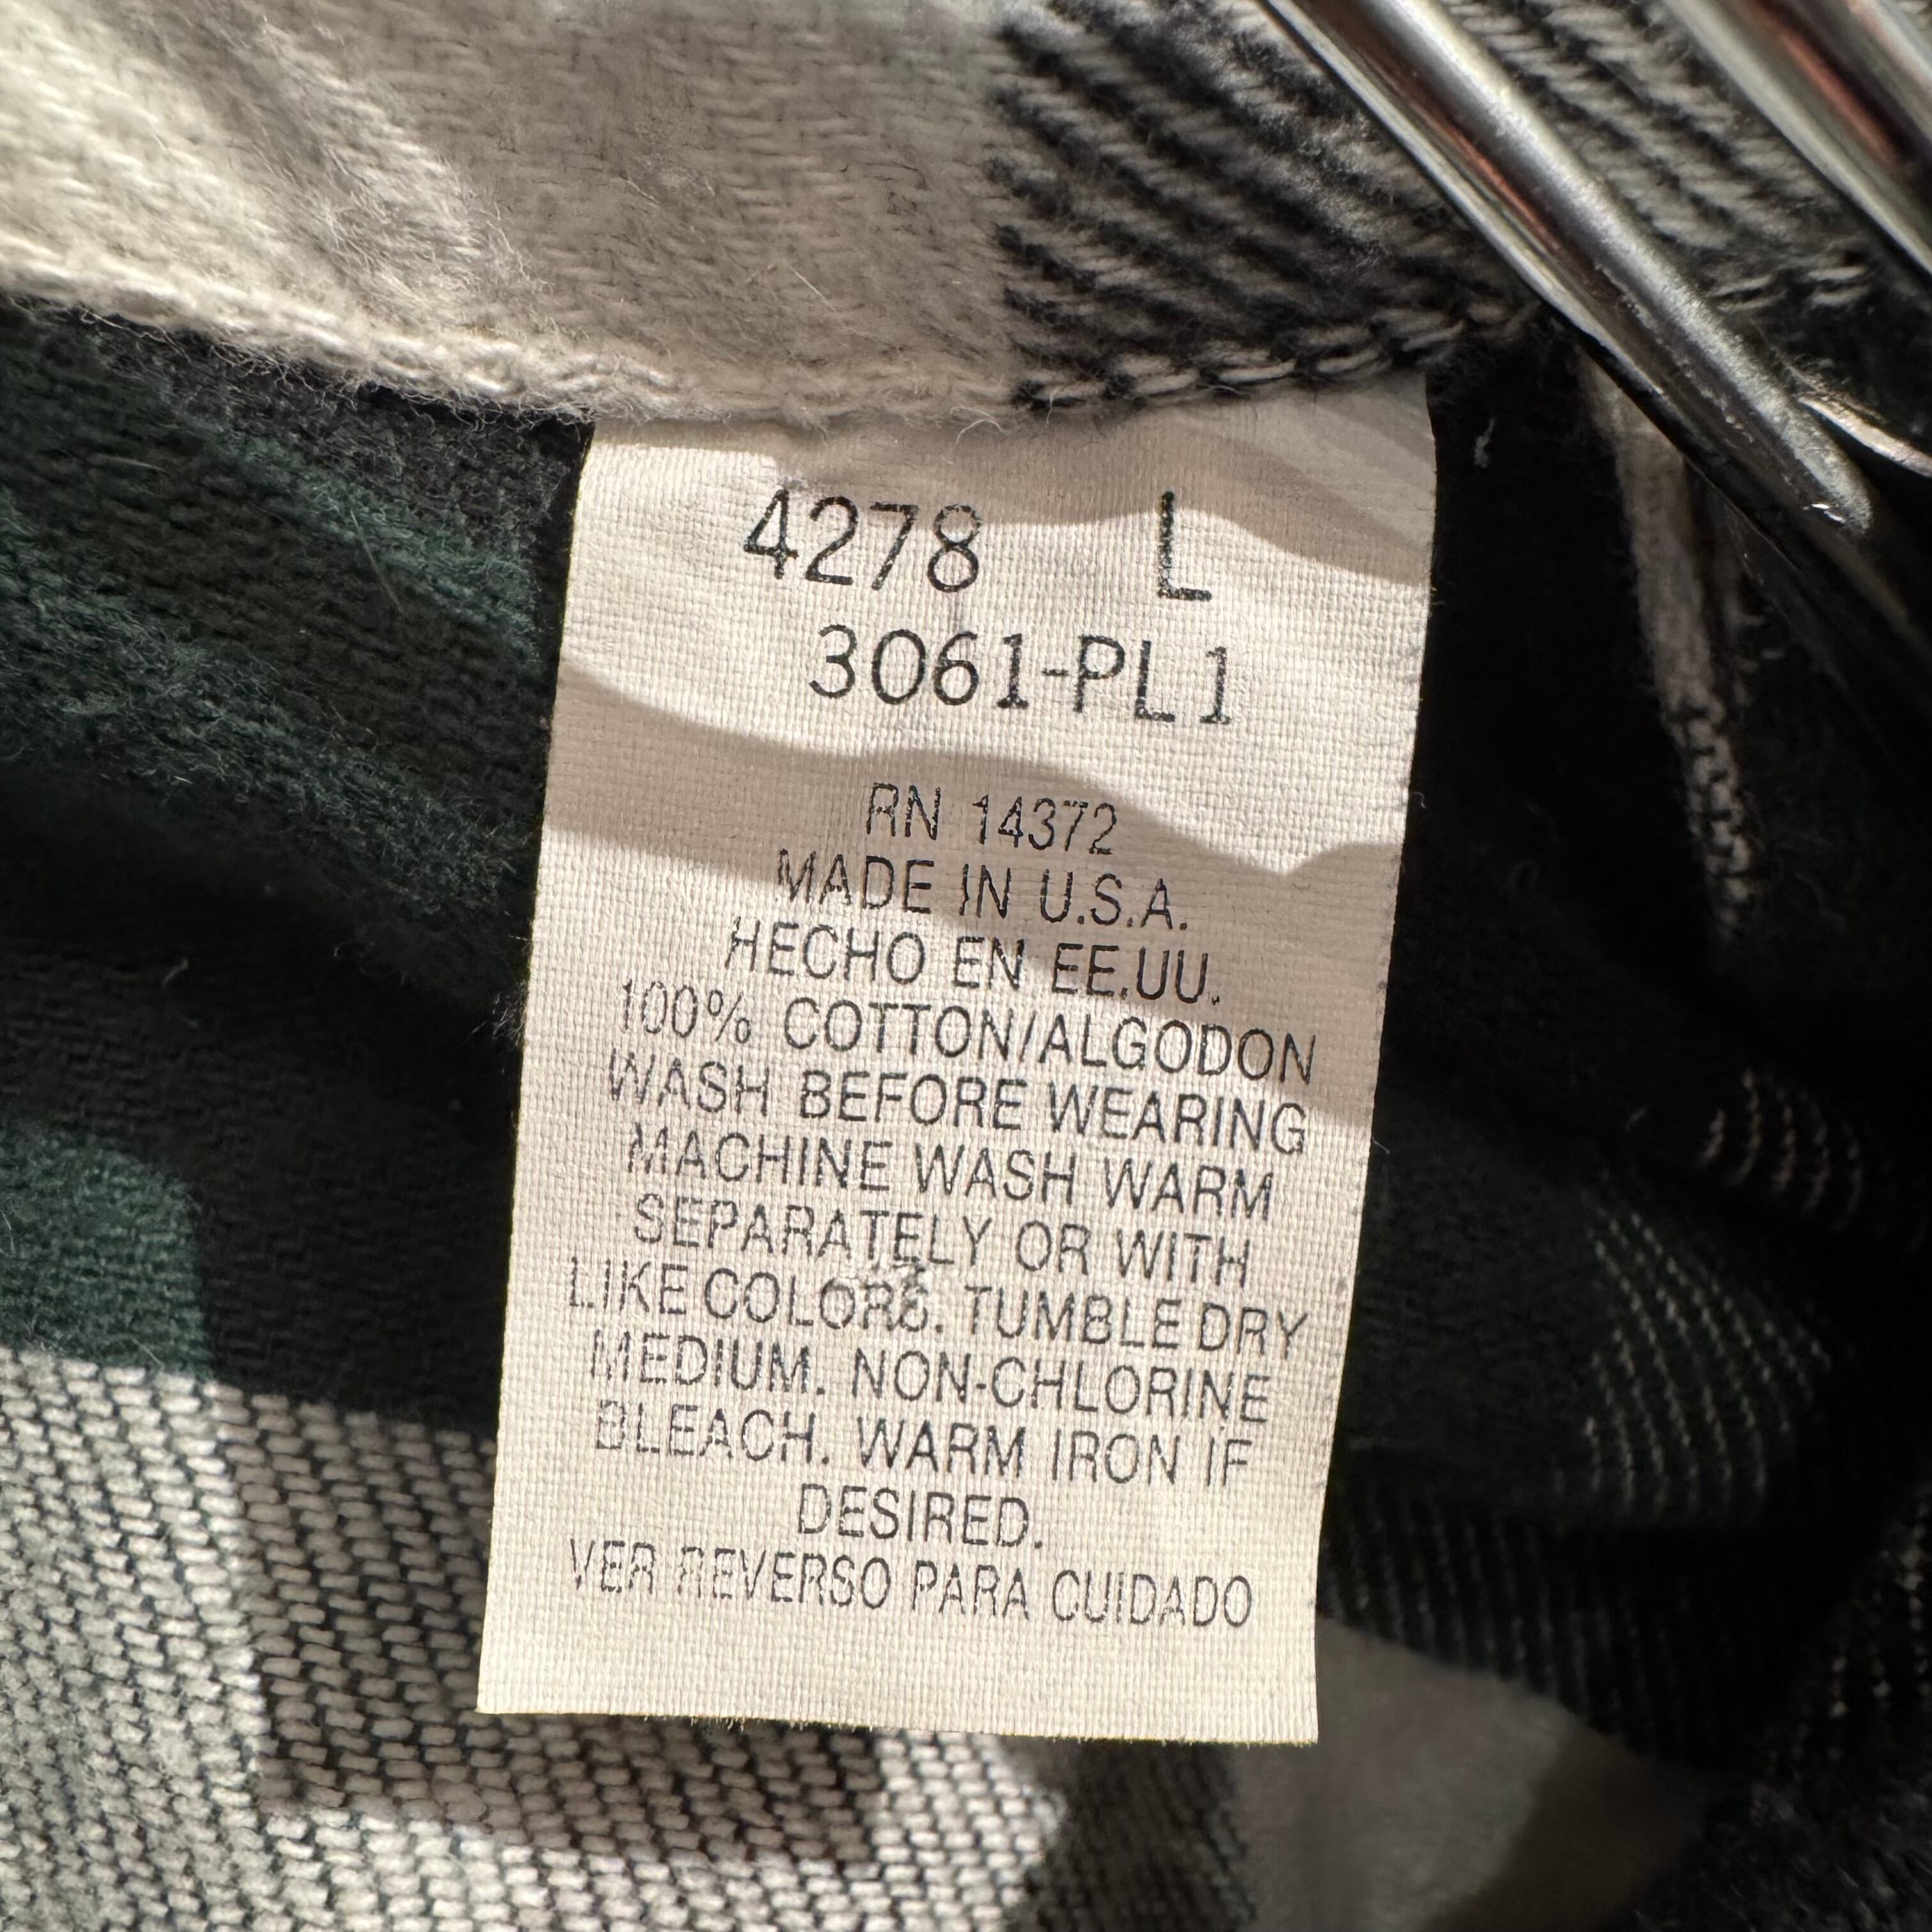 4278 L
3061-PL1
RN 14372
MADE IN U.S.A.
HECHO EN EE.UU.
100% COTTON/ALGODON
WASH BEFORE WEARING
MACHINE WASH WARM
SEPARATELY OR WITH
LIKE COLORS. TUMBLE DRY
MEDIUM. NON-CHLORINE
BLEACH. WARM IRON IF
DESIRED.
VER REVERSO PARA CUIDADO